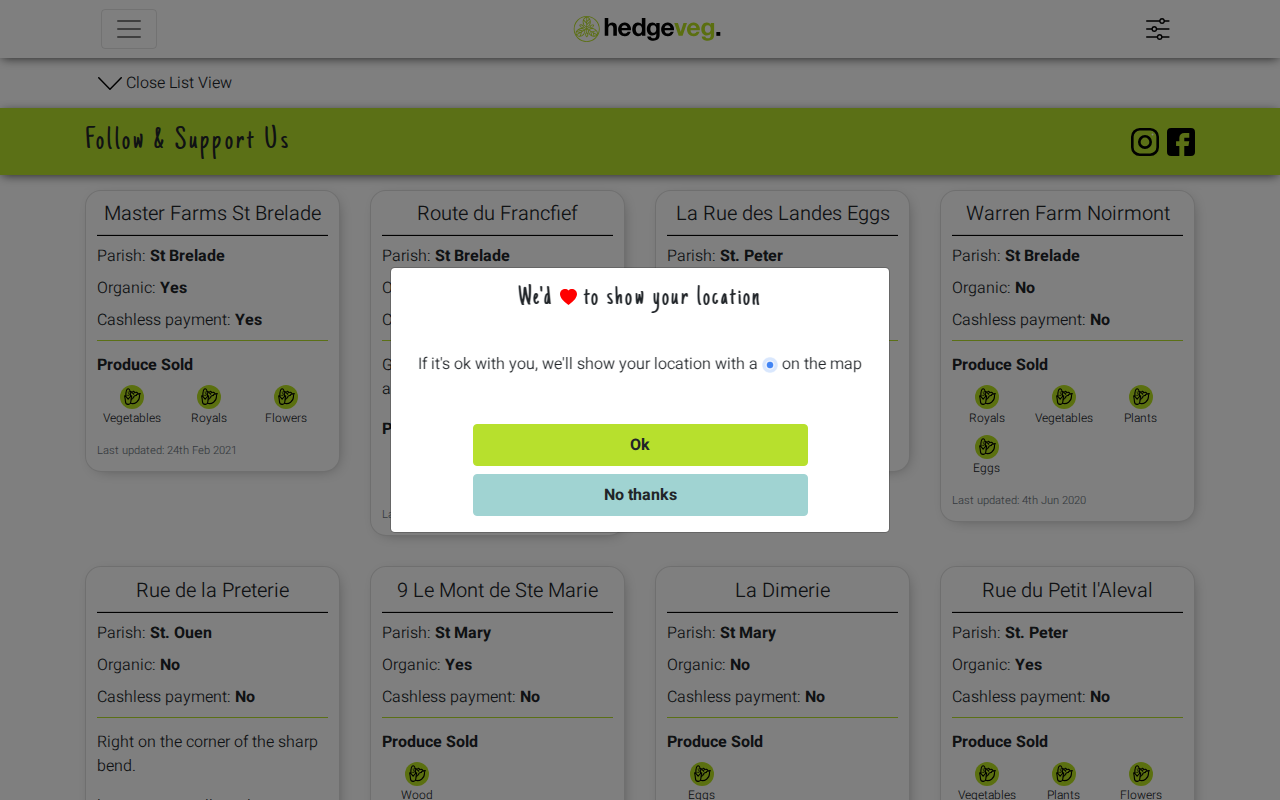 hedgeveg.
Close List View
Follow & Support Us
Master Farms St Brelade
Parish: St Brelade
Organic: Yes
Cashless payment: Yes
Produce Sold
Vegetables
Royals
Flowers
Last updated: 24th Feb 2021
Route du Francfief
Parish: St Brelade
La Rue des Landes Eggs
Parish: St. Peter
Warren Farm Noirmont
Parish: St Brelade
Organic: No
Cashless payment: No
Produce Sold
Royals
Vegetables
Plants
Eggs
Last updated: 4th Jun 2020
We'd ❤ to show your location
If it's ok with you, we'll show your location with a on the map
Ok
No thanks
Rue de la Preterie
Parish: St. Ouen
Organic: No
Cashless payment: No
Right on the corner of the sharp
bend.
9 Le Mont de Ste Marie
Parish: St Mary
Organic: Yes
Cashless payment: No
Produce Sold
Wood
La Dimerie
Parish: St Mary
Organic: No
Cashless payment: No
Produce Sold
Eggs
Rue du Petit l'Aleval
Parish: St. Peter
Organic: Yes
Cashless payment: No
Produce Sold
Vegetables
Plants
Flowers